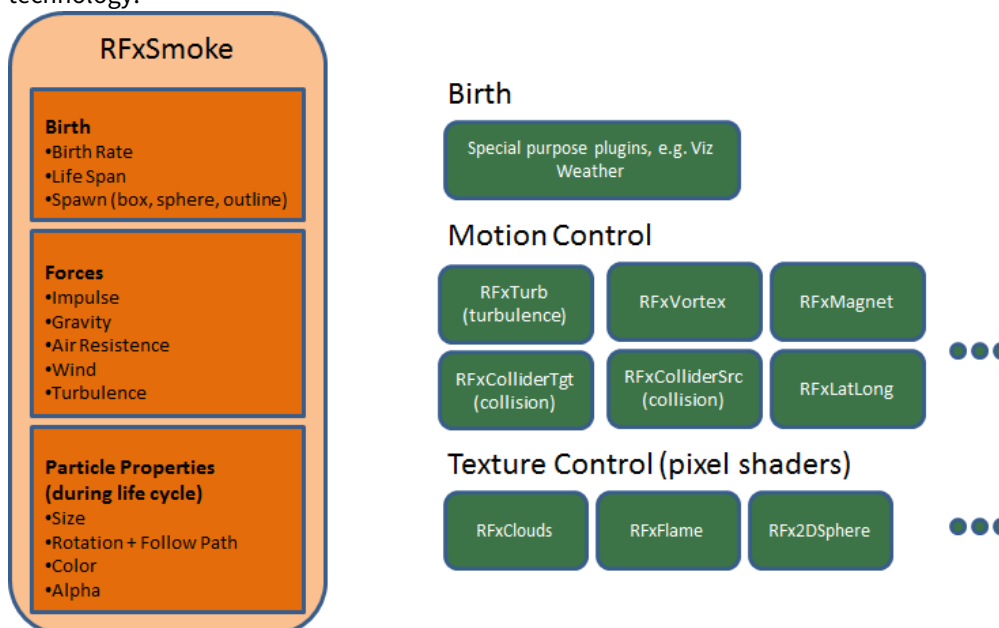 technology.
RFxSmoke
Birth
•Birth Rate
•Life Span
•Spawn (box, sphere, outline)
Forces
•Impulse
•Gravity
•Air Resistence
•Wind
•Turbulence
Particle Properties
(during life cycle)
•Size
•Rotation + Follow Path
•Color
•Alpha
Birth
Special purpose plugins, e.g. Viz
Weather
Motion Control
RFxTurb
(turbulence)
RFxVortex
RFxMagnet
RFxColliderTgt
(collision)
RFxColliderSrc
(collision)
RFxLatLong
Texture Control (pixel shaders)
RFxClouds
RFxFlame
RFx2DSphere